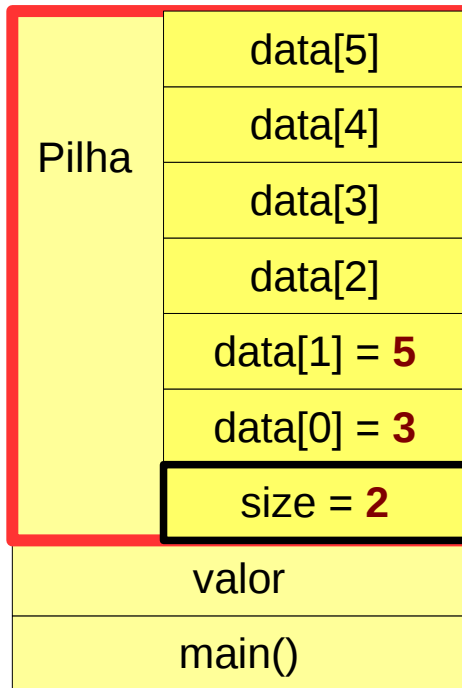 Pilha
data[5]
data[4]
data[3]
data[2]
data[1] = 5
data[0] = 3
size = 2
valor
main()